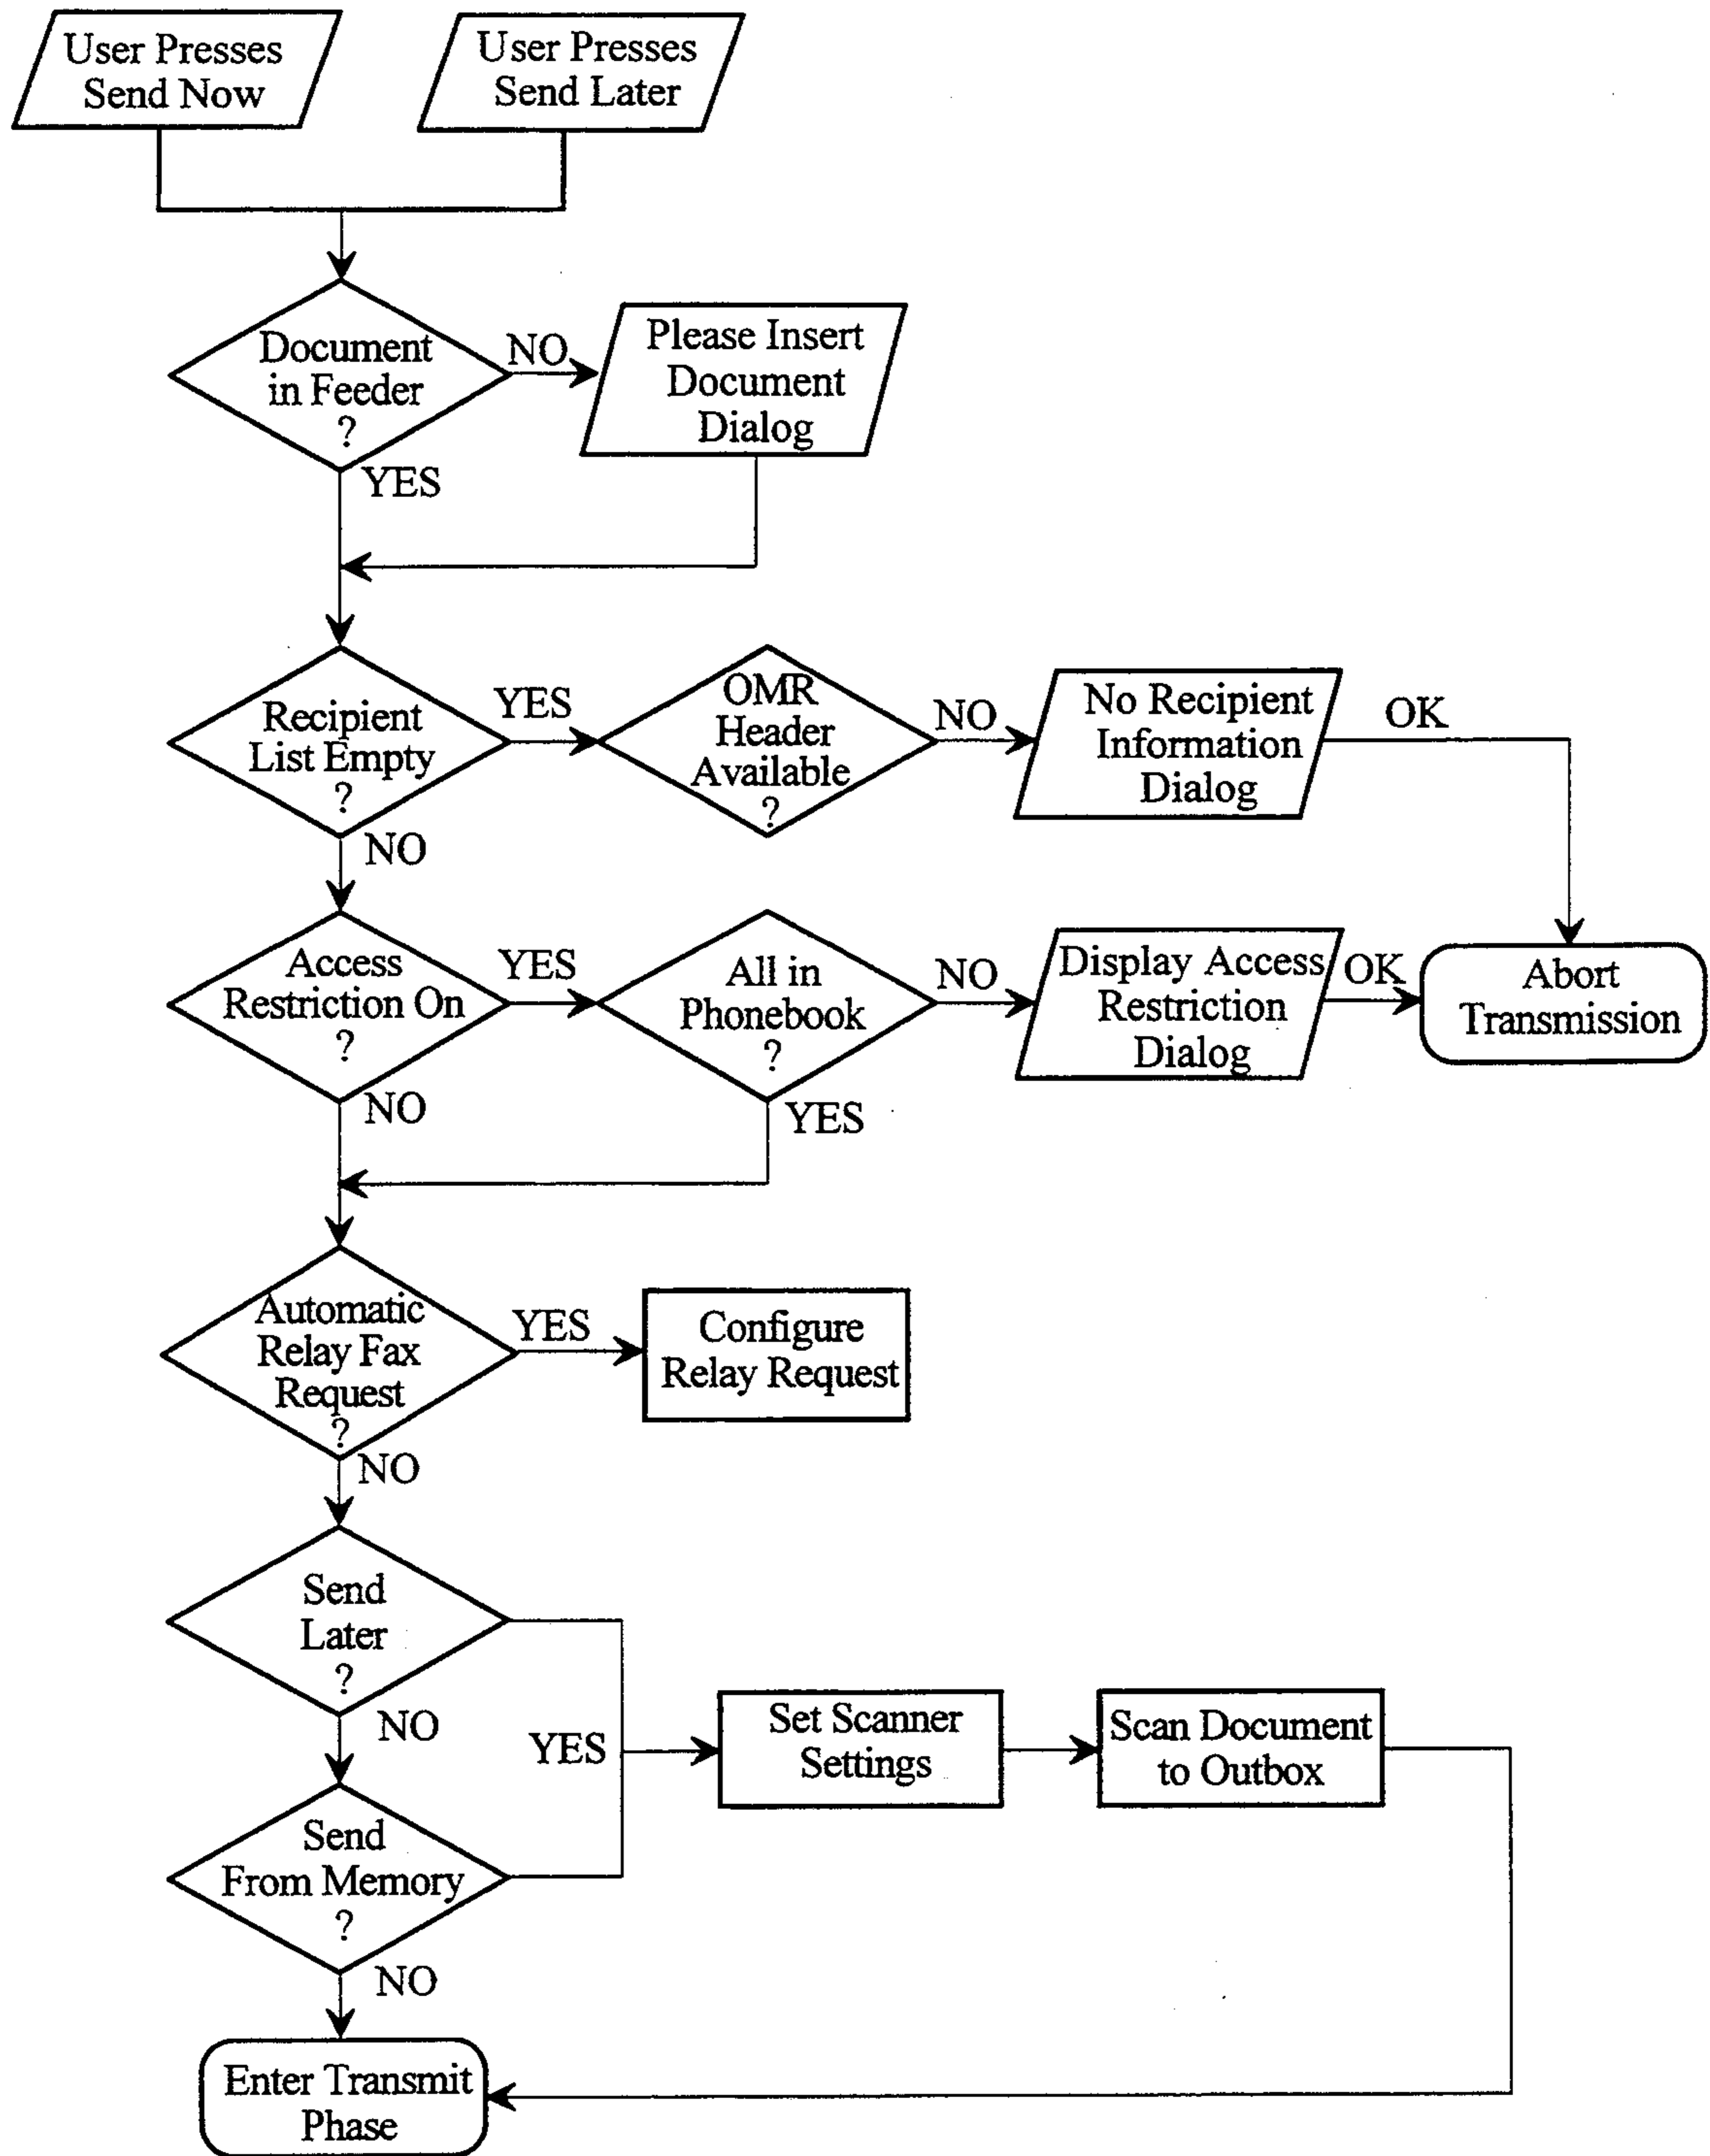 User Presses
Send Now
User Presses
Send Later
Document
in Feeder
?
NO
Please Insert
Document
Dialog
YES
Recipient
List Empty
?
YES
OMR
Header
Available
?
NO
No Recipient
Information
Dialog
OK
NO
Access
Restriction On
?
YES
All in
Phonebook
?
NO
Display Access
Restriction
Dialog
OK
Abort
Transmission
NO
YES
Automatic
Relay Fax
Request
?
YES
Configure
Relay Request
NO
Send
Later
?
NO
YES
Set Scanner
Settings
Scan Document
to Outbox
Send
From Memory
?
NO
Enter Transmit
Phase